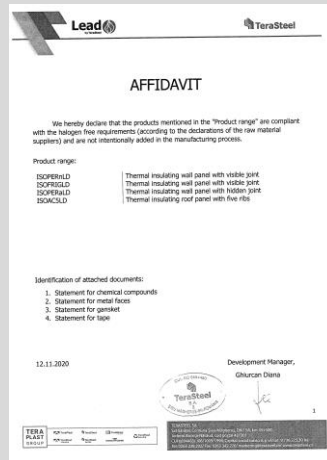 Lead
TeraSteel
AFFIDAVIT
We hereby declare that the products mentioned in the "Product range" are compliant
with the halogen free requirements (according to the declarations of the raw material
suppliers) and are not intentionally added in the manufacturing process.
Product range:
ISOPERnLD Thermal insulating wall panel with visible joint
ISOFRIGLD Thermal insulating wall panel with visible joint
ISOPERaLD Thermal insulating wall panel with hidden joint
ISOAC5LD Thermal insulating roof panel with five ribs
Identification of attached documents:
1. Statement for chemical compounds
2. Statement for metal faces
3. Statement for gansket
4. Statement for tape
12.11.2020
Development Manager,
Ghiurcan Diana
TeraSteel
1
TERA
PLAST
GROUP